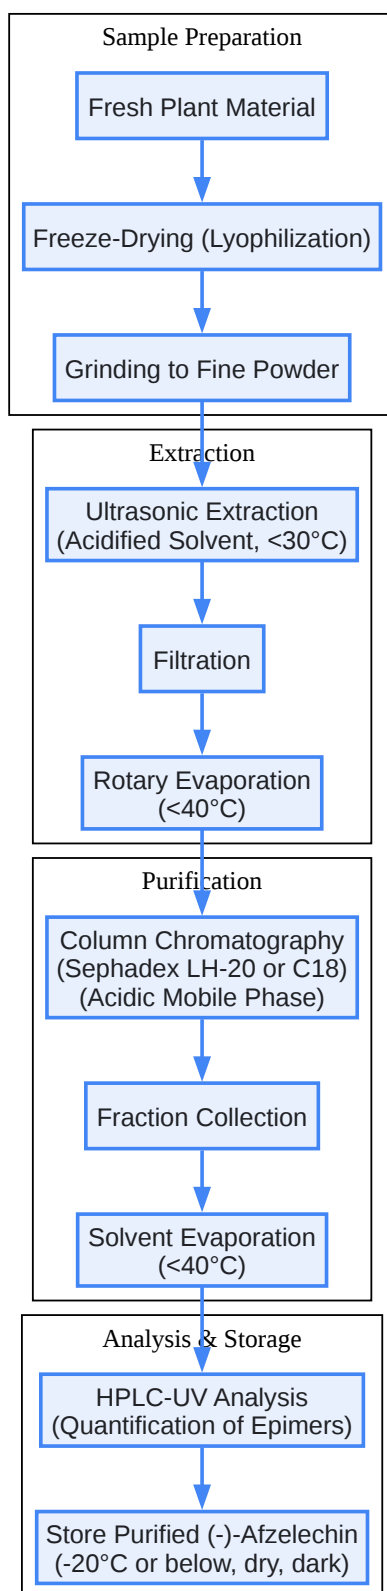 Sample Preparation
Fresh Plant Material
Freeze-Drying (Lyophilization)
Grinding to Fine Powder
Extraction
Ultrasonic Extraction
(Acidified Solvent, <30°C)
Filtration
Rotary Evaporation
(<40°C)
Purification
Column Chromatography
(Sephadex LH-20 or C18)
(Acidic Mobile Phase)
Fraction Collection
Solvent Evaporation
(<40°C)
Analysis & Storage
HPLC-UV Analysis
(Quantification of Epimers)
Store Purified (-)-Afzelechin
(-20°C or below, dry, dark)